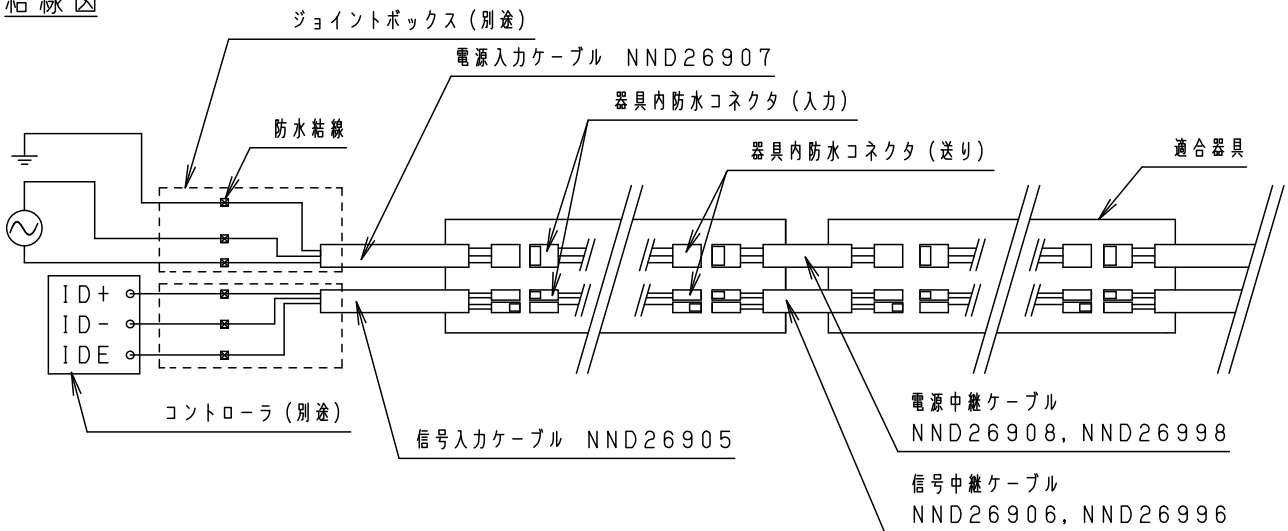 結線図
ジョイントボックス（別途）
電源入力ケーブル　NND26907
器具内防水コネクタ（入力）
防水結線
器具内防水コネクタ（送り）
適合器具
ID+
ID-
IDE
コントローラ（別途）
信号入力ケーブル　NND26905
電源中継ケーブル
NND26908, NND26998
信号中継ケーブル
NND26906, NND26996